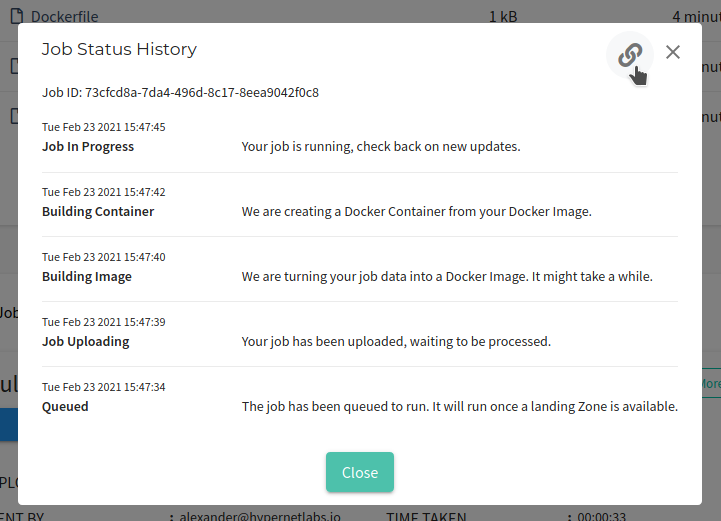 Dockerfile 1 kB 4 minut
Job Status History
Job ID: 73cfcd8a-7da4-496d-8c17-8eea9042f0c8
Tue Feb 23 2021 15:47:45
Job In Progress Your job is running, check back on new updates.
Tue Feb 23 2021 15:47:42
Building Container We are creating a Docker Container from your Docker Image.
Tue Feb 23 2021 15:47:40
Building Image We are turning your job data into a Docker Image. It might take a while.
Tue Feb 23 2021 15:47:39
Job Uploading Your job has been uploaded, waiting to be processed.
Tue Feb 23 2021 15:47:34
Queued The job has been queued to run. It will run once a landing Zone is available.
Close
ENT BY : alexander@hypernetlabs.io TIME TAKEN : 00:00:33